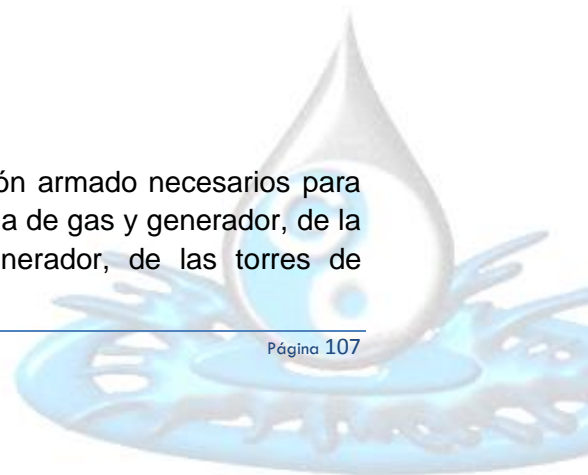 ón armado necesarios para
a de gas y generador, de la
nerador, de las torres de
Página 107